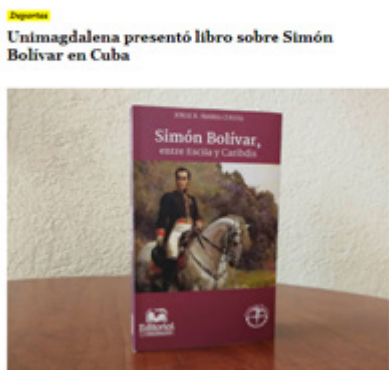 Deportes
Unimagdalena presentó libro sobre Simón
Bolívar en Cuba
Simón Bolívar,
entre Escila y Caribdis
Editorial